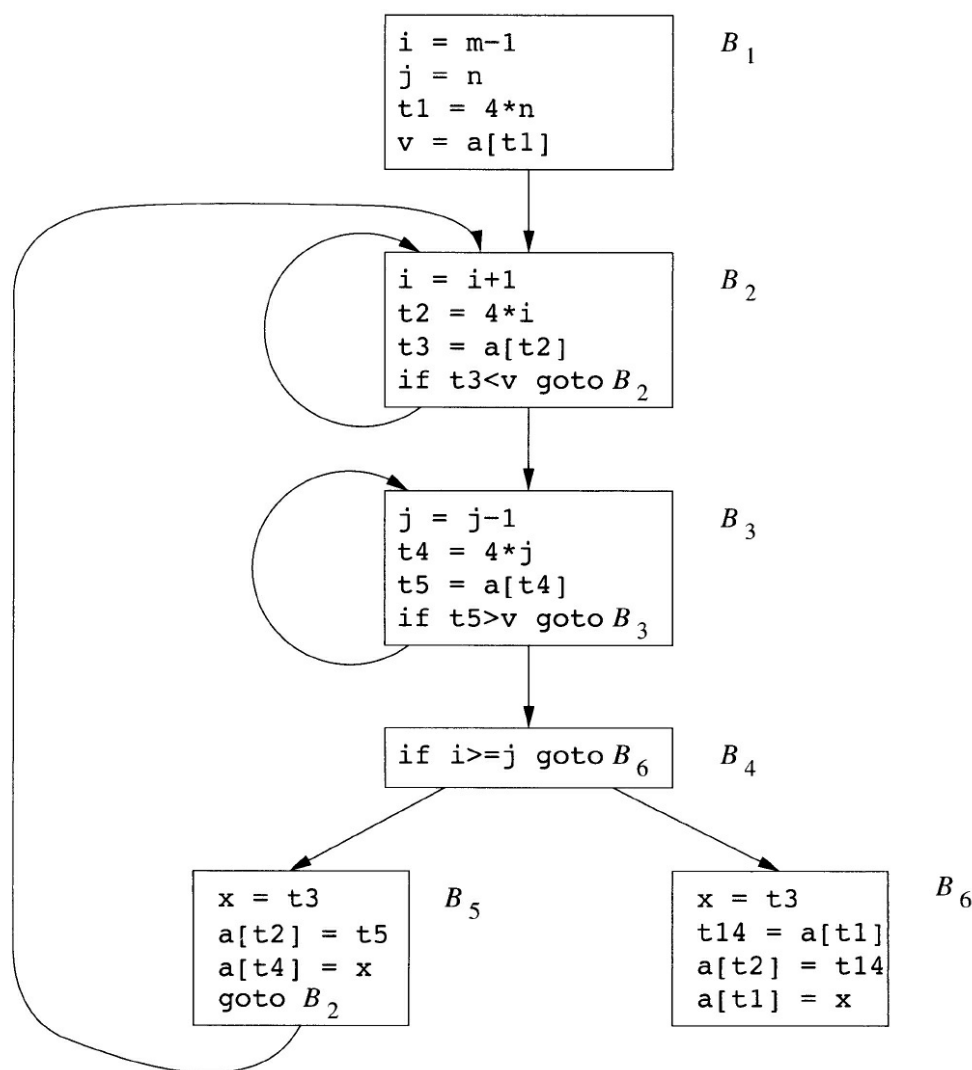 i = m-1
j = n
t1 = 4*n
v = a[t1]
B1
i = i+1
t2 = 4*i
t3 = a[t2]
if t3<v goto B2
B2
j = j-1
t4 = 4*j
t5 = a[t4]
if t5>v goto B3
B3
if i>=j goto B6
B4
x = t3
a[t2] = t5
a[t4] = x
goto B2
B5
x = t3
t14 = a[t1]
a[t2] = t14
a[t1] = x
B6